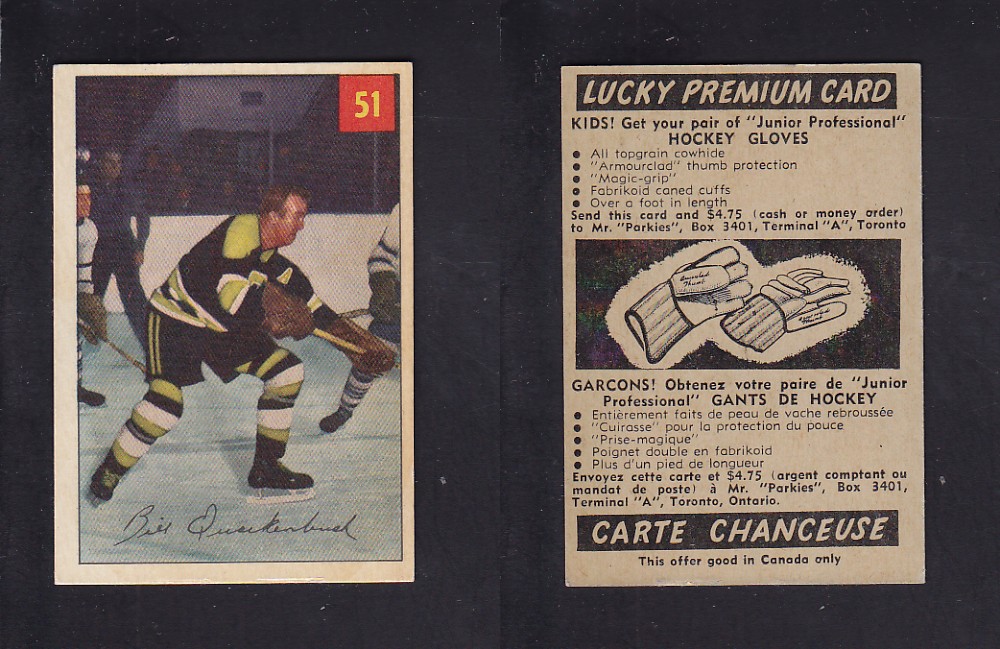 51
A
Bill Quackenbush
LUCKY PREMIUM CARD
KIDS! Get your pair of "Junior Professional"
HOCKEY GLOVES
● All topgrain cowhide
● "Armourclad" thumb protection
● "Magic-grip"
● Fabrikoid caned cuffs
● Over a foot in length
Send this card and $4.75 (cash or money order)
to Mr. "Parkies", Box 3401, Terminal "A", Toronto
Armourclad
Thumb
GARCONS! Obtenez votre paire de "Junior
Professional" GANTS DE HOCKEY
● Entièrement faits de peau de vache rebroussée
● "Cuirasse" pour la protection du pouce
● "Prise-magique"
● Poignet double en fabrikoid
● Plus d'un pied de longueur
Envoyez cette carte et $4.75 (argent comptant ou
mandat de poste) à Mr. "Parkies", Box 3401,
Terminal "A", Toronto, Ontario.
CARTE CHANCEUSE
This offer good in Canada only